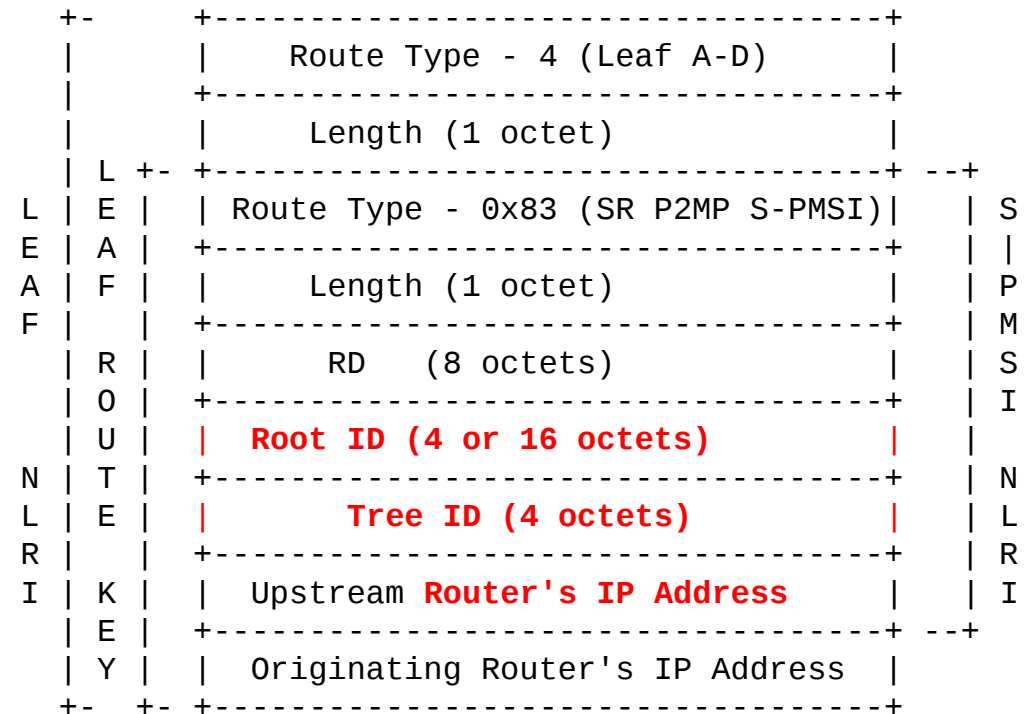 +-      +-----------------------------------+
|       |    Route Type - 4 (Leaf A-D)      |
|       +-----------------------------------+
|       |     Length (1 octet)              |
| L +- +-----------------------------------+ --+
L | E |  | Route Type - 0x83 (SR P2MP S-PMSI)|   | S
E | A |  +-----------------------------------+   | |
A | F |  |     Length (1 octet)              |   | P
F |   |  +-----------------------------------+   | M
| R |  |      RD   (8 octets)              |   | S
| O |  +-----------------------------------+   | I
| U |  |  Root ID (4 or 16 octets)         |   |
N | T |  +-----------------------------------+   | N
L | E |  |       Tree ID (4 octets)          |   | L
R |   |  +-----------------------------------+   | R
I | K |  |  Upstream Router's IP Address     |   | I
| E |  +-----------------------------------+ --+
| Y |  |  Originating Router's IP Address  |
+-  +- +-----------------------------------+